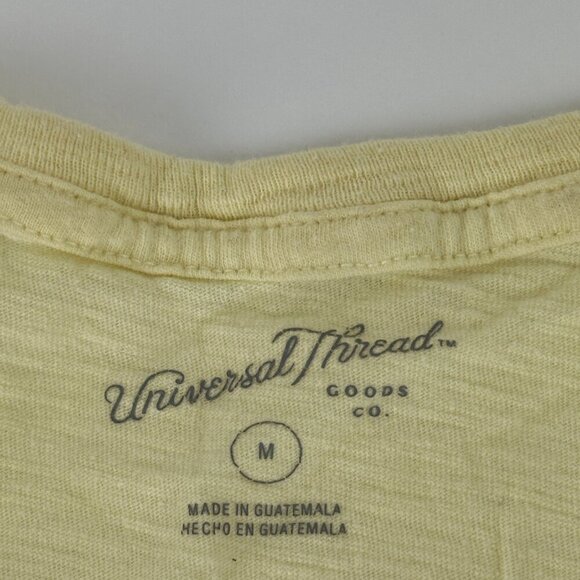 Universal Thread™
GOODS
CO.
M
MADE IN GUATEMALA
HECHO EN GUATEMALA